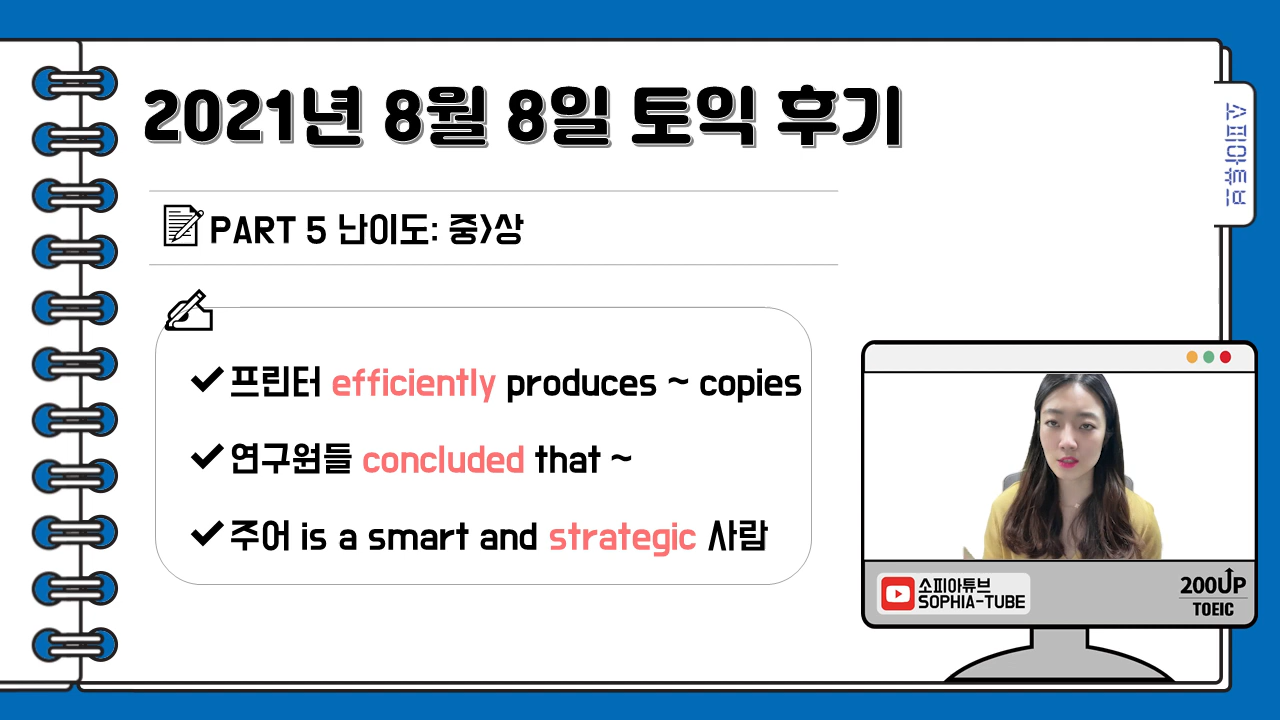 2021년 8월 8일 토익 후기
소피아튜브
PART 5 난이도: 중>상
프린터 efficiently produces ~ copies
연구원들 concluded that ~
주어 is a smart and strategic 사람
소피아튜브
SOPHIA-TUBE
200UP
TOEIC